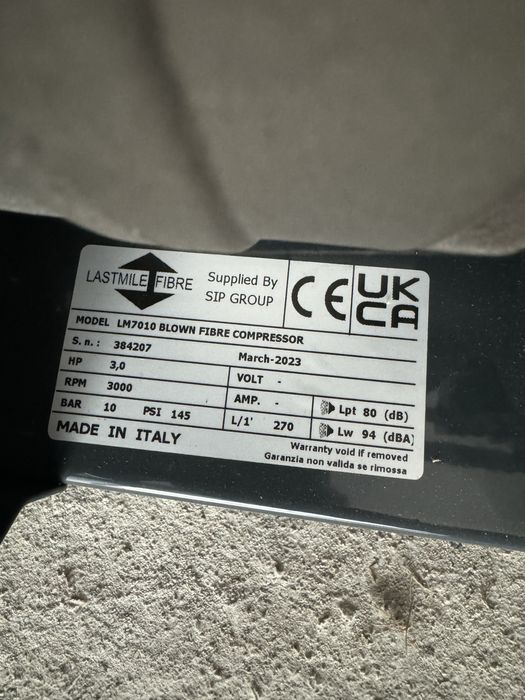 LASTMILE FIBRE
Supplied By
SIP GROUP
CE
UK
CA
MODEL LM7010 BLOWN FIBRE COMPRESSOR
S.n.: 384207 March-2023
HP 3,0 VOLT -
RPM 3000 AMP. - Lpt 80 (dB)
BAR 10 PSI 145 L/1' 270 Lw 94 (dBA)
MADE IN ITALY
Warranty void if removed
Garanzia non valida se rimossa